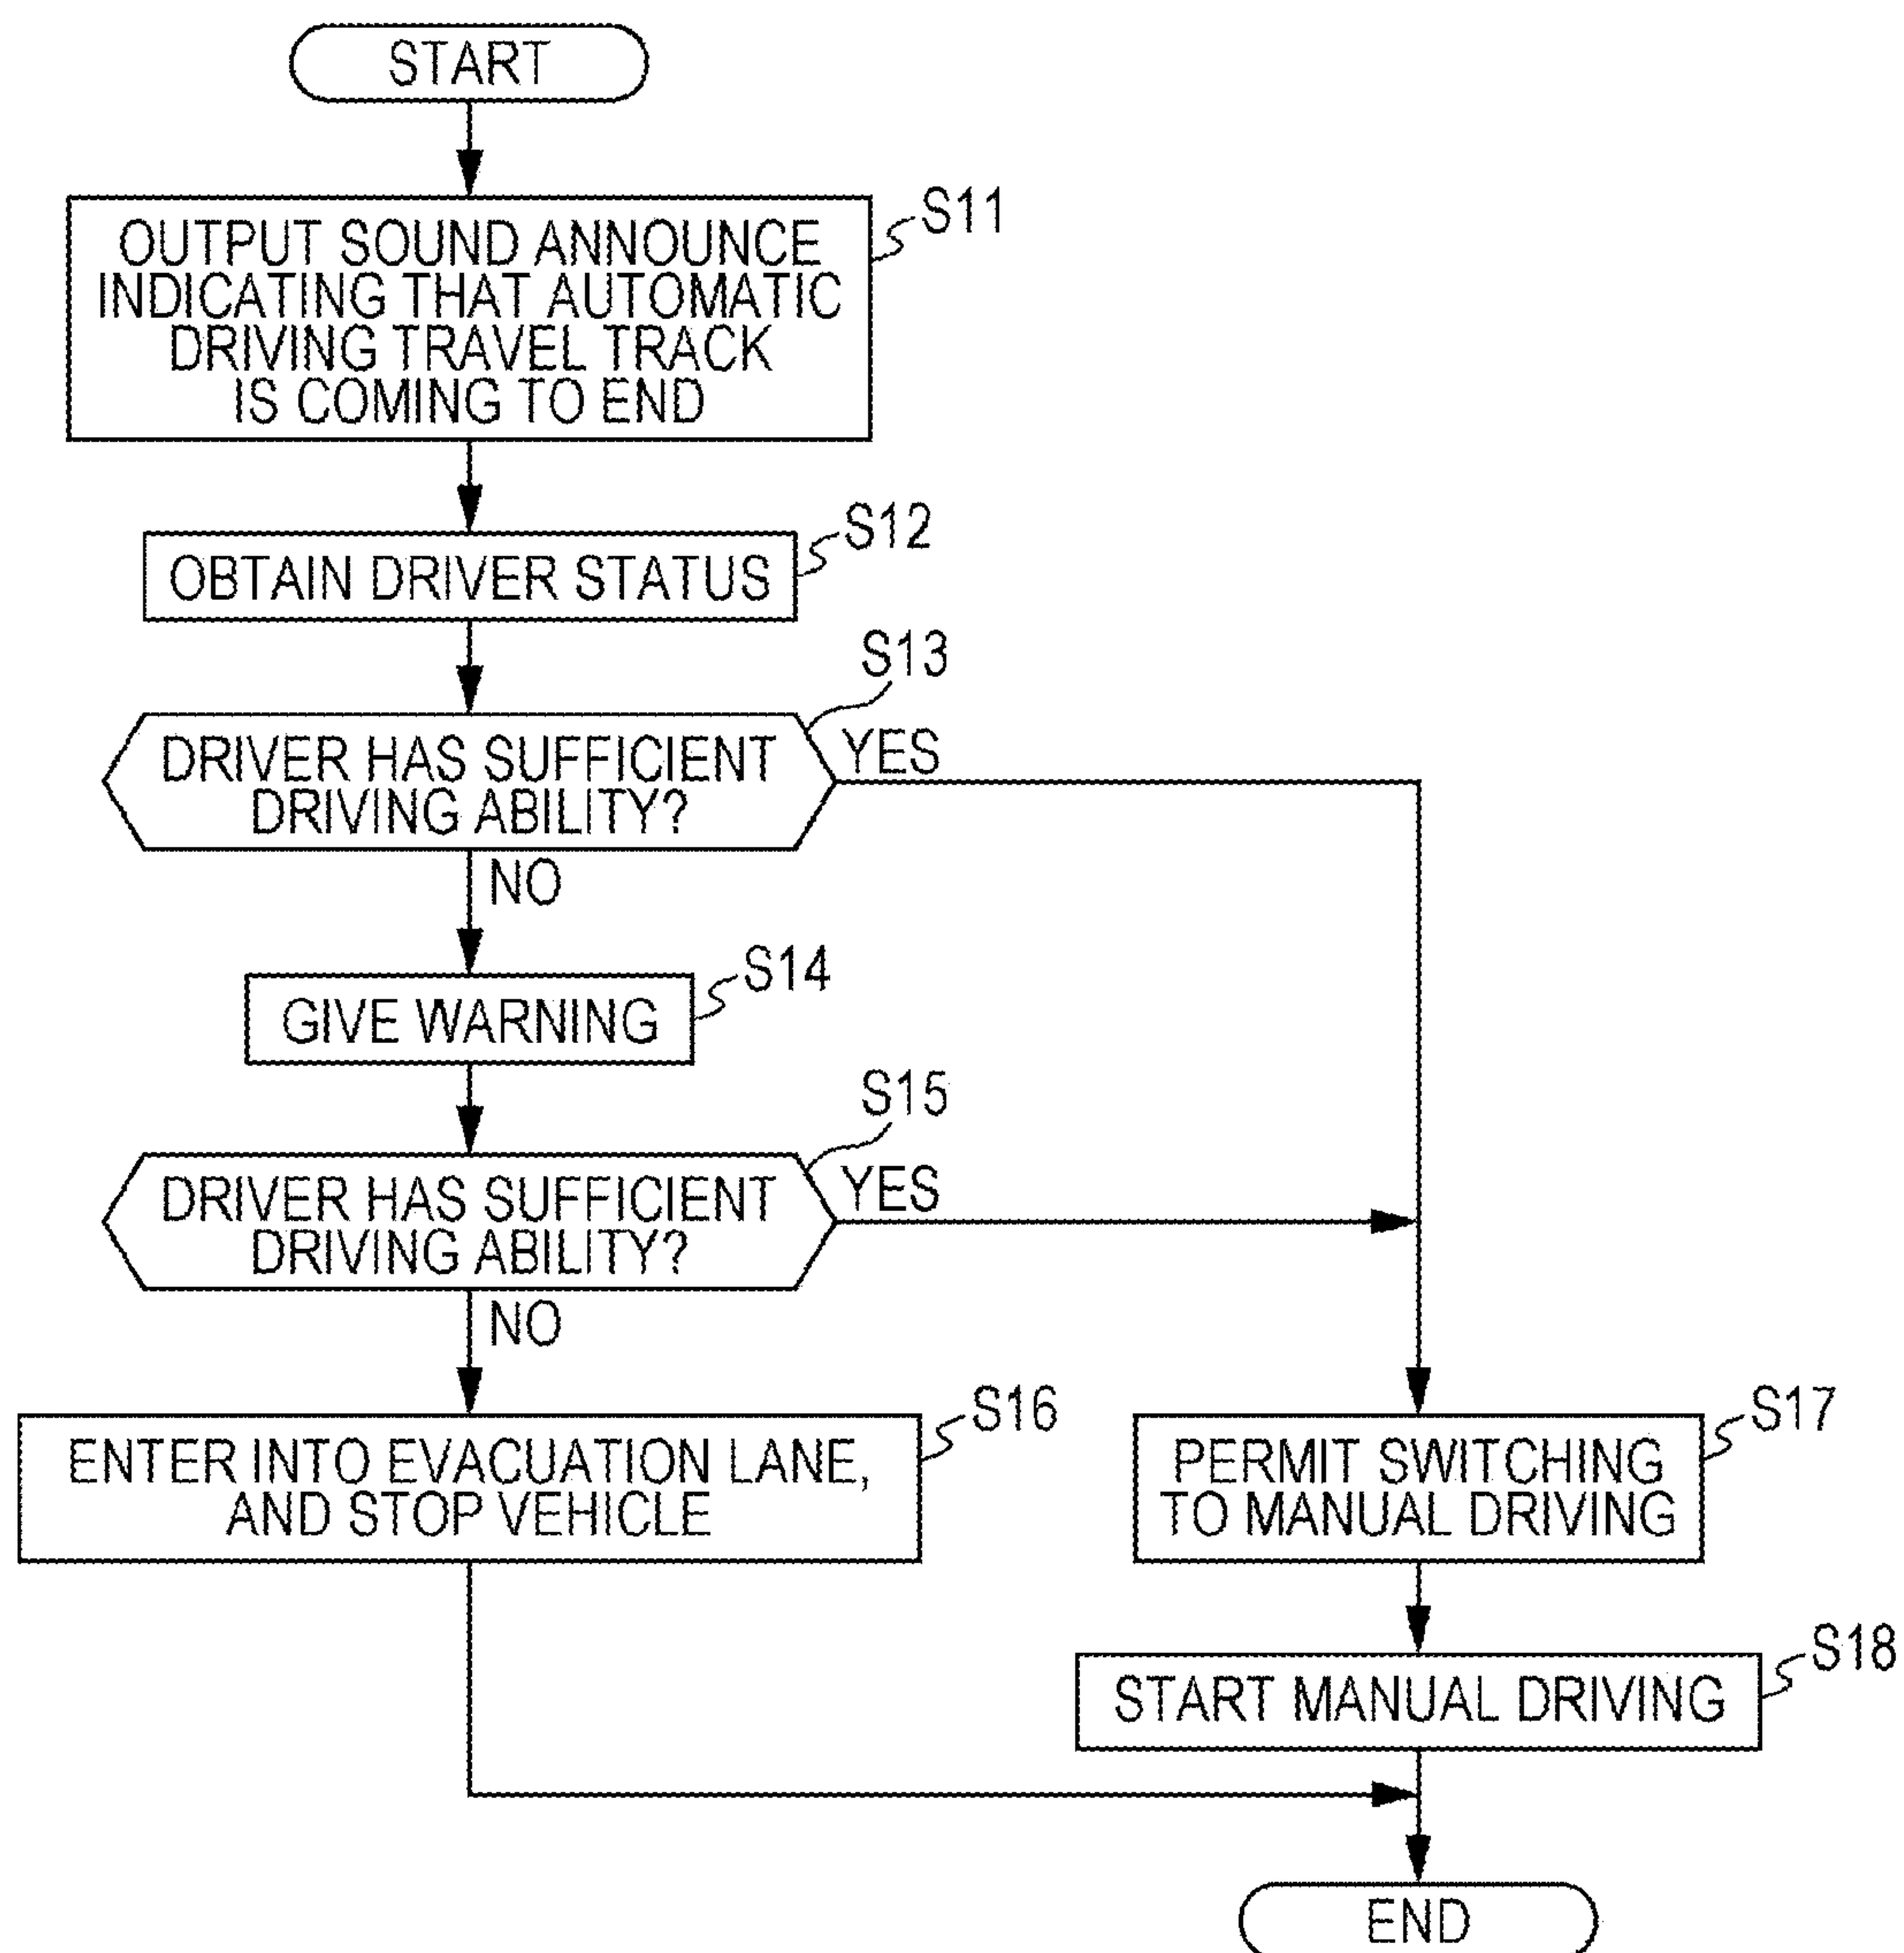 START
S11
OUTPUT SOUND ANNOUNCE
INDICATING THAT AUTOMATIC
DRIVING TRAVEL TRACK
IS COMING TO END
S12
OBTAIN DRIVER STATUS
S13
DRIVER HAS SUFFICIENT
DRIVING ABILITY?
YES
NO
S14
GIVE WARNING
S15
DRIVER HAS SUFFICIENT
DRIVING ABILITY?
YES
NO
S16
ENTER INTO EVACUATION LANE,
AND STOP VEHICLE
S17
PERMIT SWITCHING
TO MANUAL DRIVING
S18
START MANUAL DRIVING
END